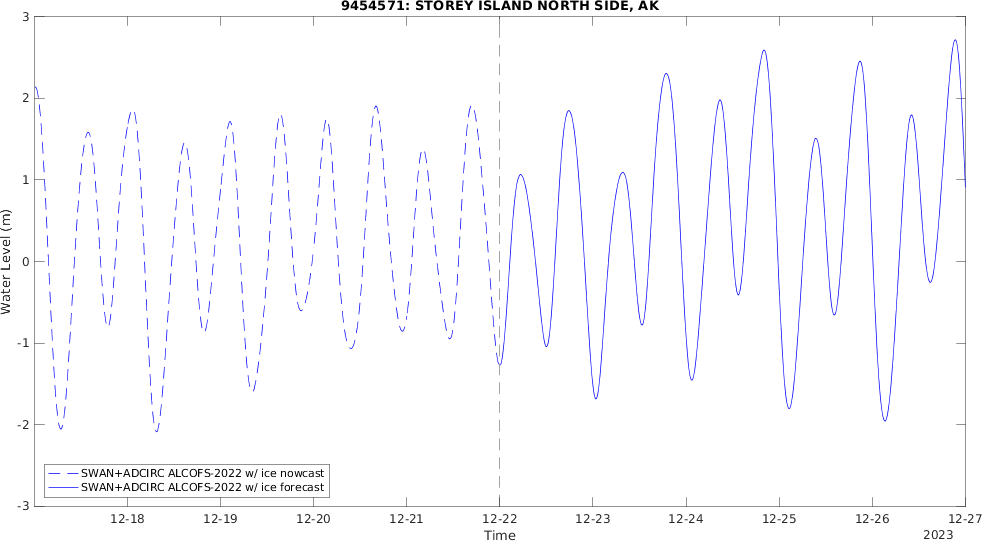 9454571: STOREY ISLAND NORTH SIDE, AK
3
2
1
0
-1
-2
-3
Water Level (m)
SWAN+ADCIRC ALCOFS-2022 w/ ice nowcast
SWAN+ADCIRC ALCOFS-2022 w/ ice forecast
12-18 12-19 12-20 12-21 12-22 12-23 12-24 12-25 12-26 12-27
Time 2023